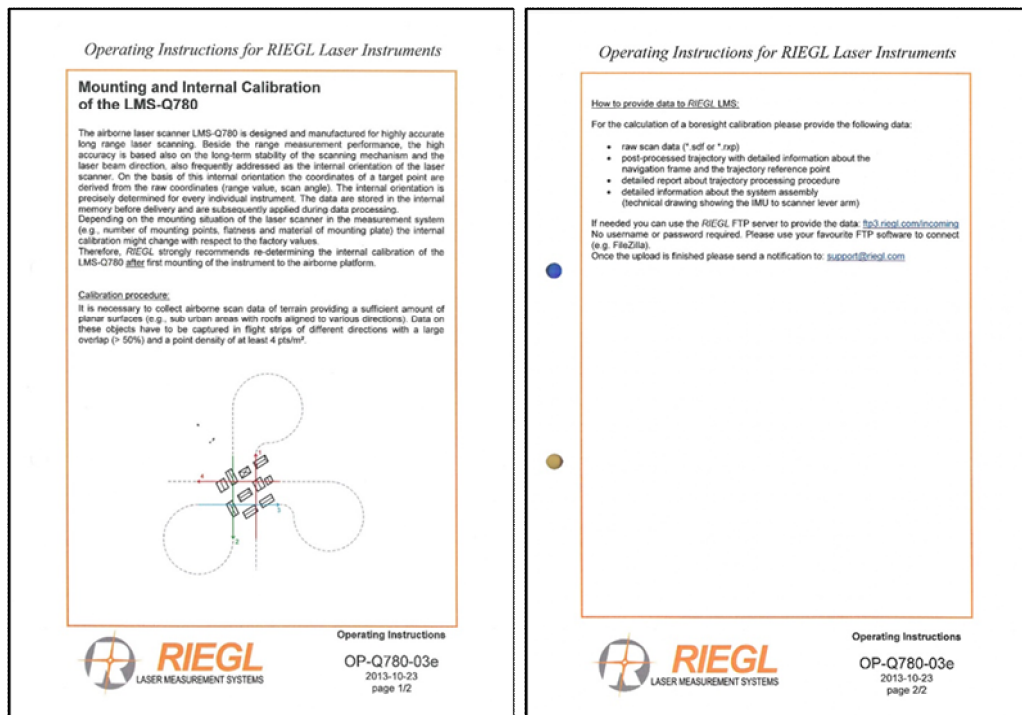 Operating Instructions for RIEGL Laser Instruments
Mounting and Internal Calibration
of the LMS-Q780
The airborne laser scanner LMS-Q780 is designed and manufactured for highly accurate
long range laser scanning. Beside the range measurement performance, the high
accuracy is based also on the long-term stability of the scanning mechanism and the
laser beam direction, also frequently addressed as the internal orientation of the laser
scanner. On the basis of this internal orientation the coordinates of a target point are
derived from the raw coordinates (range value, scan angle). The internal orientation is
precisely determined for every individual instrument. The data are stored in the internal
memory before delivery and are subsequently applied during data processing.
Depending on the mounting situation of the laser scanner in the measurement system
(e.g., number of mounting points, flatness and material of mounting plate) the internal
calibration might change with respect to the factory values.
Therefore, RIEGL strongly recommends re-determining the internal calibration of the
LMS-Q780 after first mounting of the instrument to the airborne platform.
Calibration procedure:
It is necessary to collect airborne scan data of terrain providing a sufficient amount of
planar surfaces (e.g., sub urban areas with roofs aligned to various directions). Data on
these objects have to be captured in flight strips of different directions with a large
overlap (> 50%) and a point density of at least 4 pts/m².
1
4
3
2
RIEGL
LASER MEASUREMENT SYSTEMS
Operating Instructions
OP-Q780-03e
2013-10-23
page 1/2
Operating Instructions for RIEGL Laser Instruments
How to provide data to RIEGL LMS:
For the calculation of a boresight calibration please provide the following data:
• raw scan data (*.sdf or *.rxp)
• post-processed trajectory with detailed information about the
navigation frame and the trajectory reference point
• detailed report about trajectory processing procedure
• detailed information about the system assembly
(technical drawing showing the IMU to scanner lever arm)
If needed you can use the RIEGL FTP server to provide the data: ftp3.riegl.com/incoming
No username or password required. Please use your favourite FTP software to connect
(e.g. FileZilla).
Once the upload is finished please send a notification to: support@riegl.com
RIEGL
LASER MEASUREMENT SYSTEMS
Operating Instructions
OP-Q780-03e
2013-10-23
page 2/2